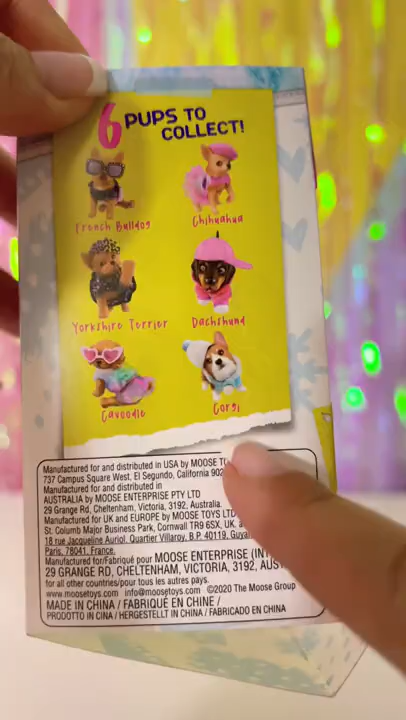 6 PUPS TO
COLLECT!
French Bulldog
Chihuahua
Yorkshire Terrier
Dachshund
Cavoodle
Corgi
Manufactured for and distributed in USA by MOOSE
737 Campus Square West, El Segundo, California
Manufactured for and distributed in
AUSTRALIA by MOOSE ENTERPRISE PTY LTD
29 Grange Rd, Cheltenham, Victoria, 3192, Australia.
Manufactured for UK and EUROPE by MOOSE TOYS LTD
St. Columb Major Business Park, Cornwall TR9 6SX, UK.
18 rue Jacqueline Auriol, Quartier Villaroy, B.P. 40119,
Paris, 78041, France.
Manufactured for/Fabriqué pour MOOSE ENTERPRISE
29 GRANGE RD, CHELTENHAM, VICTORIA, 3192,
for all other countries/pour tous les autres pays.
www.moosetoys.com info@moosetoys.com ©2020 The Moose Group
MADE IN CHINA / FABRIQUÉ EN CHINE /
PRODOTTO IN CINA / HERGESTELLT IN CHINA / FABRICADO EN CHINA